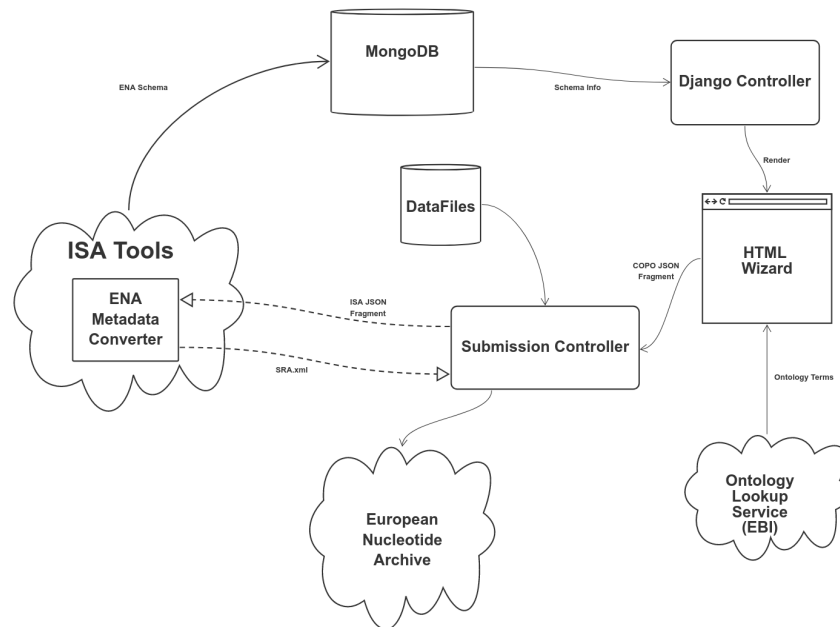 MongoDB
ENA Schema
Schema Info
Django Controller
Render
DataFiles
ISA Tools
ENA
Metadata
Converter
ISA JSON
Fragment
SRA.xml
Submission Controller
COPO JSON
Fragment
HTML
Wizard
Ontology Terms
Ontology
Lookup
Service
(EBI)
European
Nucleotide
Archive